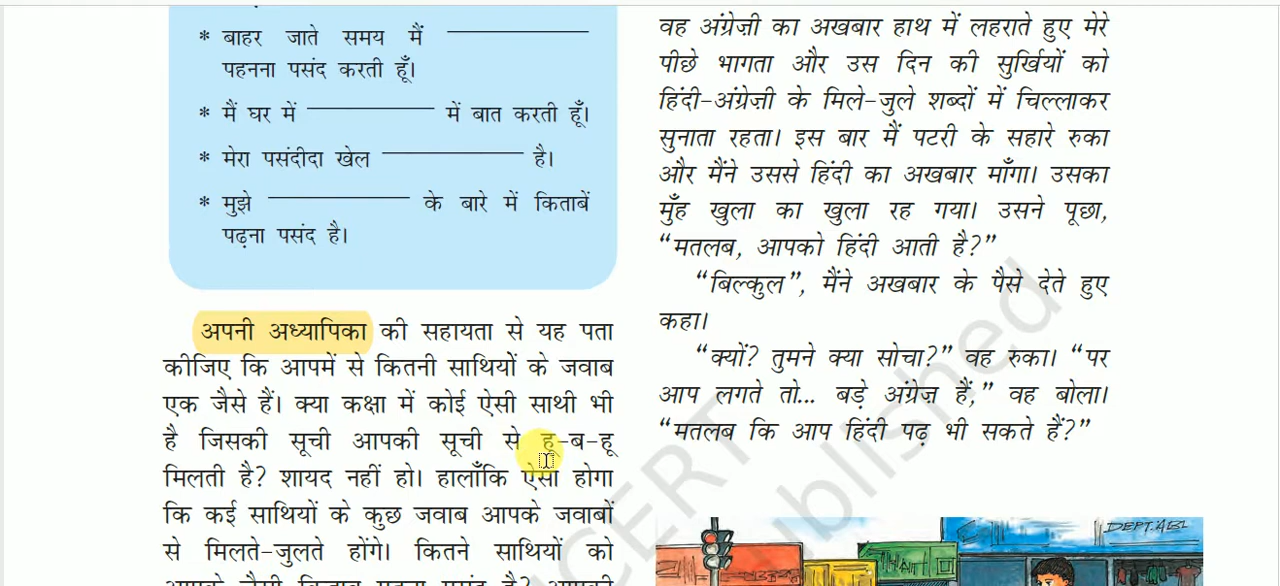 * बाहर जाते समय मैं
पहनना पसंद करती हूँ।
* मैं घर में में बात करती हूँ।
* मेरा पसंदीदा खेल है।
* मुझे के बारे में किताबें
पढ़ना पसंद है।
अपनी अध्यापिका की सहायता से यह पता
कीजिए कि आपमें से कितनी साथियों के जवाब
एक जैसे हैं। क्या कक्षा में कोई ऐसी साथी भी
है जिसकी सूची आपकी सूची से हू-ब-हू
मिलती है? शायद नहीं हो। हालाँकि ऐसा होगा
कि कई साथियों के कुछ जवाब आपके जवाबों
से मिलते-जुलते होंगे। कितने साथियों को
वह अंग्रेज़ी का अखबार हाथ में लहराते हुए मेरे
पीछे भागता और उस दिन की सुर्खियों को
हिंदी-अंग्रेज़ी के मिले-जुले शब्दों में चिल्लाकर
सुनाता रहता। इस बार मैं पटरी के सहारे रुका
और मैंने उससे हिंदी का अखबार माँगा। उसका
मुँह खुला का खुला रह गया। उसने पूछा,
“मतलब, आपको हिंदी आती है?”
“बिल्कुल”, मैंने अखबार के पैसे देते हुए
कहा।
“क्यों? तुमने क्या सोचा?” वह रुका। “पर
आप लगते तो... बड़े अंग्रेज़ हैं,” वह बोला।
“मतलब कि आप हिंदी पढ़ भी सकते हैं?”
NCERT
published